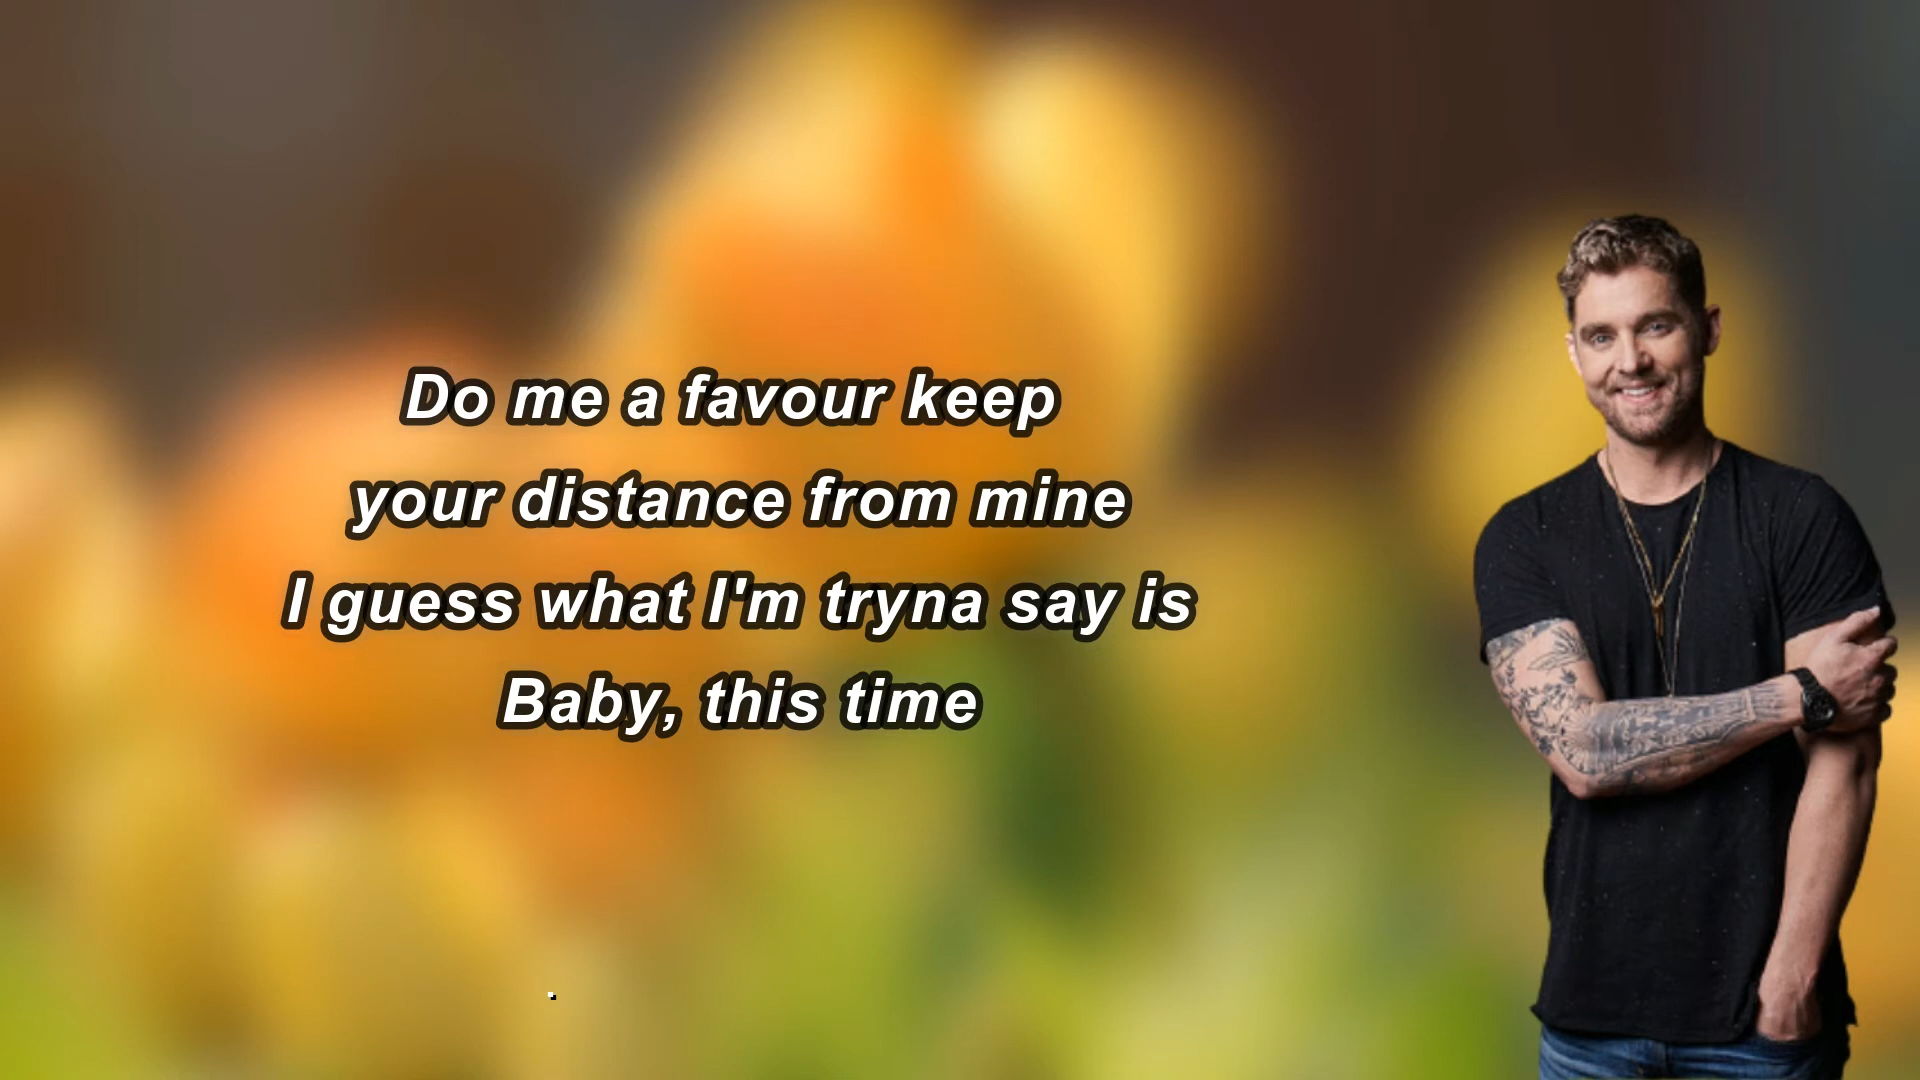 Do me a favour keep
your distance from mine
I guess what I'm tryna say is
Baby, this time